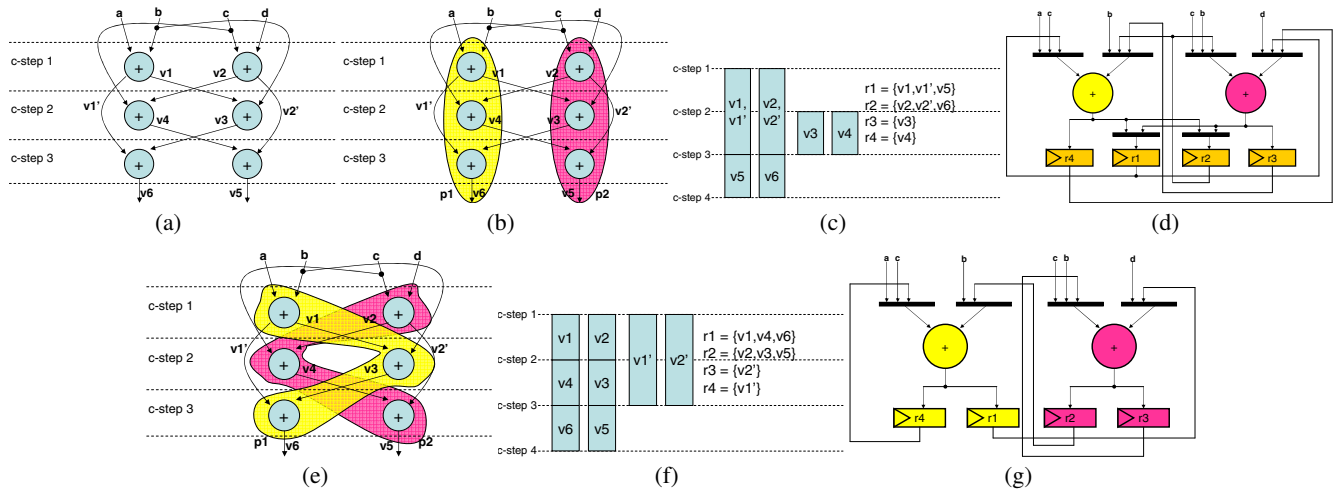 a b c d
c-step 1
+ +
v1 v2
c-step 2
v1' + v4 v3 + v2'
c-step 3
+ +
v6 v5
(a)
a b c d
c-step 1
+ +
v1 v2
c-step 2
v1' + v4 v3 + v2'
c-step 3
+ +
p1 v6 v5 p2
(b)
c-step 1
c-step 2
c-step 3
c-step 4
v1, v1'
v2, v2'
v3 v4
v5 v6
r1 = {v1,v1',v5}
r2 = {v2,v2',v6}
r3 = {v3}
r4 = {v4}
(c)
a c b c b d
+ +
r4 r1 r2 r3
(d)
a b c d
c-step 1
+ +
v1 v2
c-step 2
v1' + v4 v3 + v2'
c-step 3
+ +
p1 v6 v5 p2
(e)
c-step 1
c-step 2
c-step 3
c-step 4
v1 v2
v1' v2'
v4 v3
v6 v5
r1 = {v1,v4,v6}
r2 = {v2,v3,v5}
r3 = {v2'}
r4 = {v1'}
(f)
a c b c b d
+ +
r4 r1 r2 r3
(g)